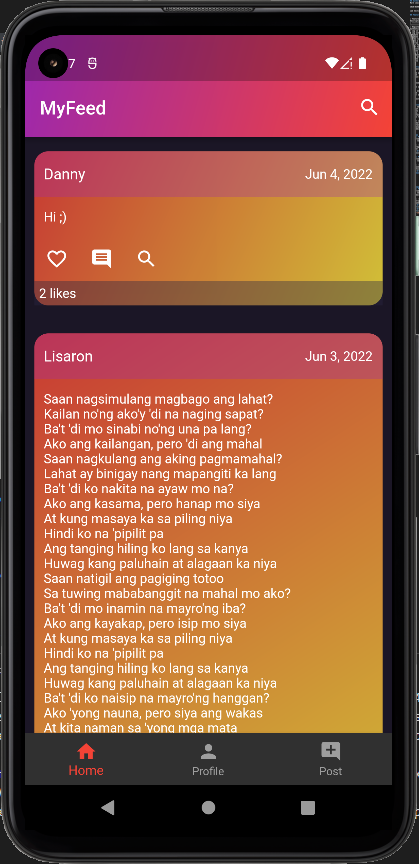 7
MyFeed
Danny
Jun 4, 2022
Hi ;)
2 likes
Lisaron
Jun 3, 2022
Saan nagsimulang magbago ang lahat?
Kailan no'ng ako'y 'di na naging sapat?
Ba't 'di mo sinabi no'ng una pa lang?
Ako ang kailangan, pero 'di ang mahal
Saan nagkulang ang aking pagmamahal?
Lahat ay binigay nang mapangiti ka lang
Ba't 'di ko nakita na ayaw mo na?
Ako ang kasama, pero hanap mo siya
At kung masaya ka sa piling niya
Hindi ko na 'pipilit pa
Ang tanging hiling ko lang sa kanya
Huwag kang paluhain at alagaan ka niya
Saan natigil ang pagiging totoo
Sa tuwing mababanggit na mahal mo ako?
Ba't 'di mo inamin na mayro'ng iba?
Ako ang kayakap, pero isip mo siya
At kung masaya ka sa piling niya
Hindi ko na 'pipilit pa
Ang tanging hiling ko lang sa kanya
Huwag kang paluhain at alagaan ka niya
Ba't 'di ko naisip na mayro'ng hanggan?
Ako 'yong nauna, pero siya ang wakas
At kita naman sa 'yong mga mata
Home
Profile
Post